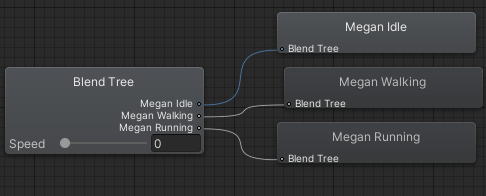 Blend Tree
Megan Idle
Megan Walking
Megan Running
Speed 0
Megan Idle
Blend Tree
Megan Walking
Blend Tree
Megan Running
Blend Tree